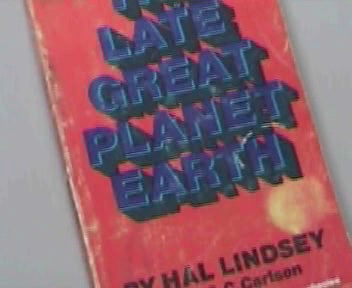 LATE
GREAT
PLANET
EARTH
BY HAL LINDSEY
C. Carlson